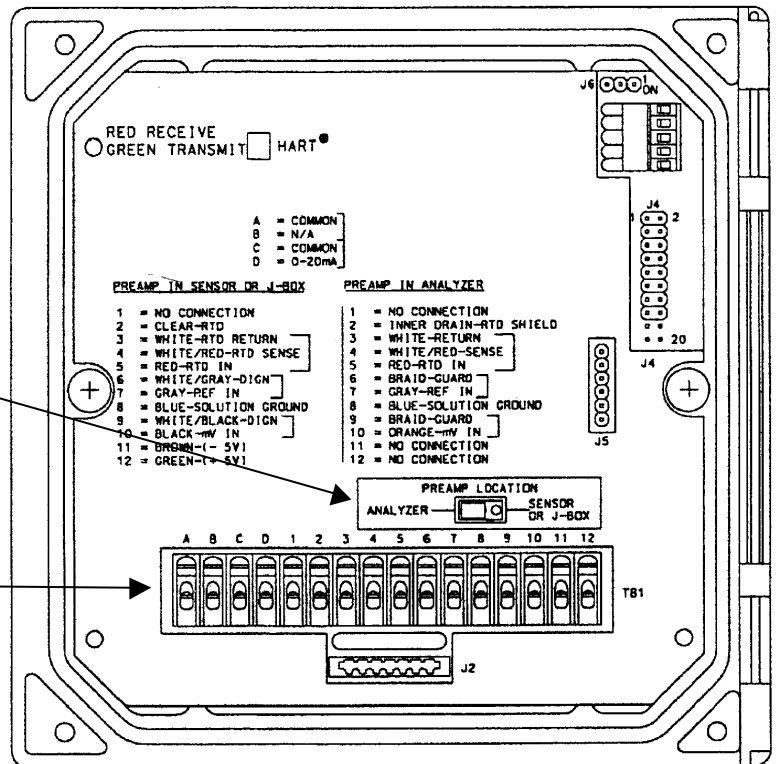 J6 1
ON
RED RECEIVE
GREEN TRANSMIT HART
J4
1 2
A = COMMON
B = N/A
C = COMMON
D = 0-20mA
PREAMP IN SENSOR OR J-BOX
1 = NO CONNECTION
2 = CLEAR-RTD
3 = WHITE-RTD RETURN
4 = WHITE/RED-RTD SENSE
5 = RED-RTD IN
6 = WHITE/GRAY-DIGN
7 = GRAY-REF IN
8 = BLUE-SOLUTION GROUND
9 = WHITE/BLACK-DIGN
10 = BLACK-mV IN
11 = BROWN-(- 5V)
12 = GREEN-(+ 5V)
PREAMP IN ANALYZER
1 = NO CONNECTION
2 = INNER DRAIN-RTD SHIELD
3 = WHITE-RETURN
4 = WHITE/RED-SENSE
5 = RED-RTD IN
6 = BRAID-GUARD
7 = GRAY-REF IN
8 = BLUE-SOLUTION GROUND
9 = BRAID-GUARD
10 = ORANGE-mV IN
11 = NO CONNECTION
12 = NO CONNECTION
20
J4
J5
PREAMP LOCATION
ANALYZER SENSOR
OR J-BOX
A B C D 1 2 3 4 5 6 7 8 9 10 11 12
TB1
J2